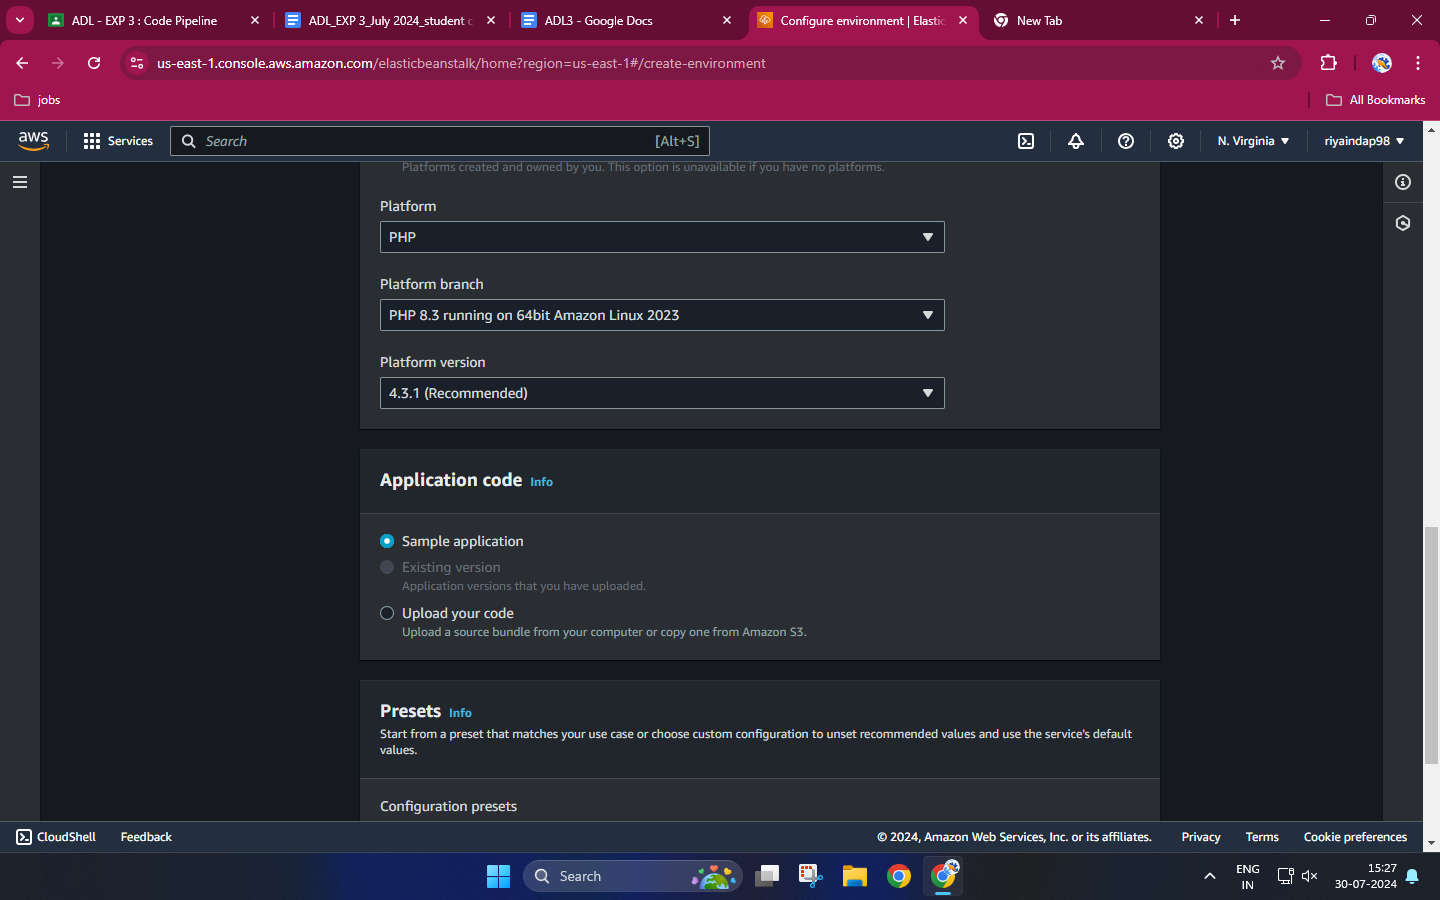 ADL - EXP 3 : Code Pipeline
ADL_EXP 3_July 2024_student c
ADL3 - Google Docs
Configure environment | Elastic
New Tab
us-east-1.console.aws.amazon.com/elasticbeanstalk/home?region=us-east-1#/create-environment
jobs
All Bookmarks
aws
Services
Search
[Alt+S]
N. Virginia
riyaindap98
Platforms created and owned by you. This option is unavailable if you have no platforms.
Platform
PHP
Platform branch
PHP 8.3 running on 64bit Amazon Linux 2023
Platform version
4.3.1 (Recommended)
Application code Info
Sample application
Existing version
Application versions that you have uploaded.
Upload your code
Upload a source bundle from your computer or copy one from Amazon S3.
Presets Info
Start from a preset that matches your use case or choose custom configuration to unset recommended values and use the service's default
values.
Configuration presets
CloudShell
Feedback
© 2024, Amazon Web Services, Inc. or its affiliates.
Privacy
Terms
Cookie preferences
Search
ENG
IN
15:27
30-07-2024